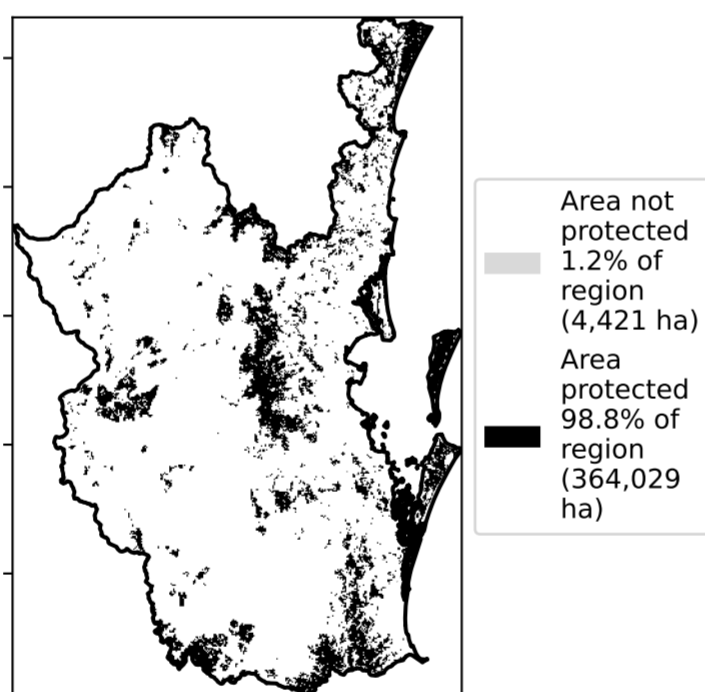 Area not
protected
1.2% of
region
(4,421 ha)
Area
protected
98.8% of
region
(364,029
ha)